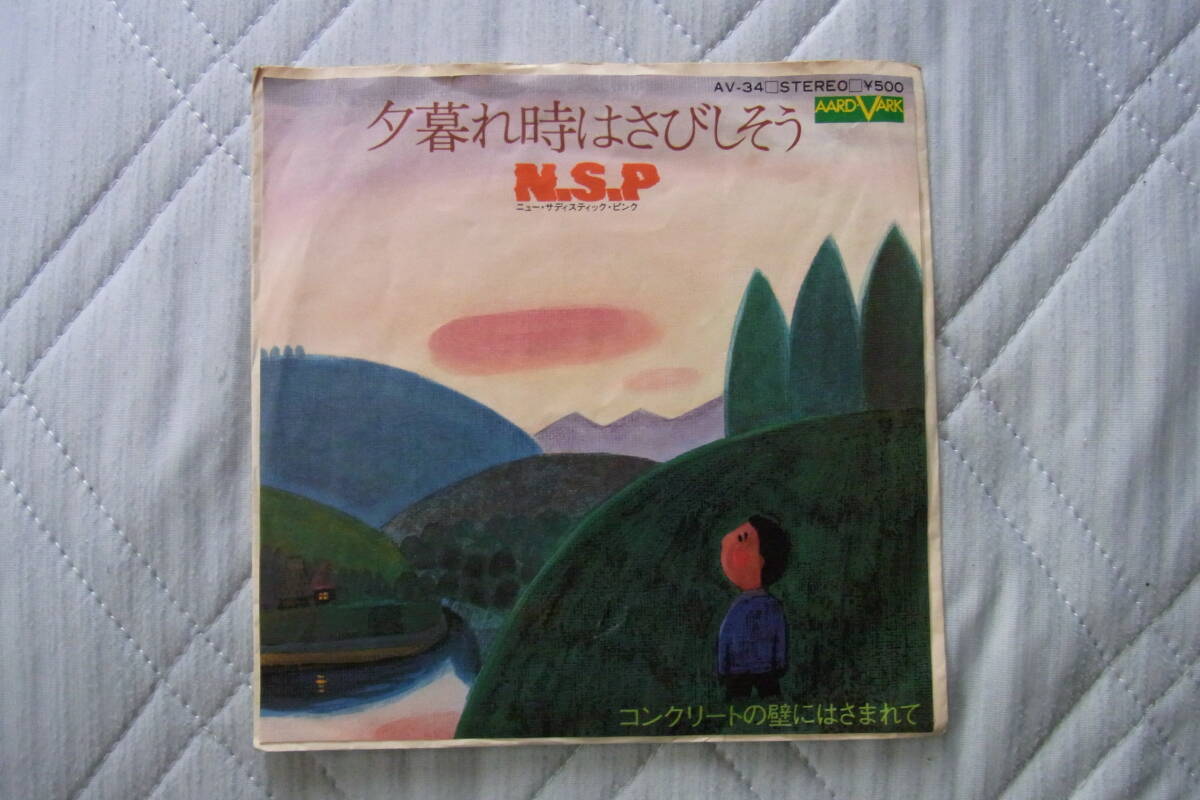 AV-34□STEREO□¥500
AARD-VARK
夕暮れ時はさびしそう
N.S.P
ニュー・サディスティック・ピンク
コンクリートの壁にはさまれて